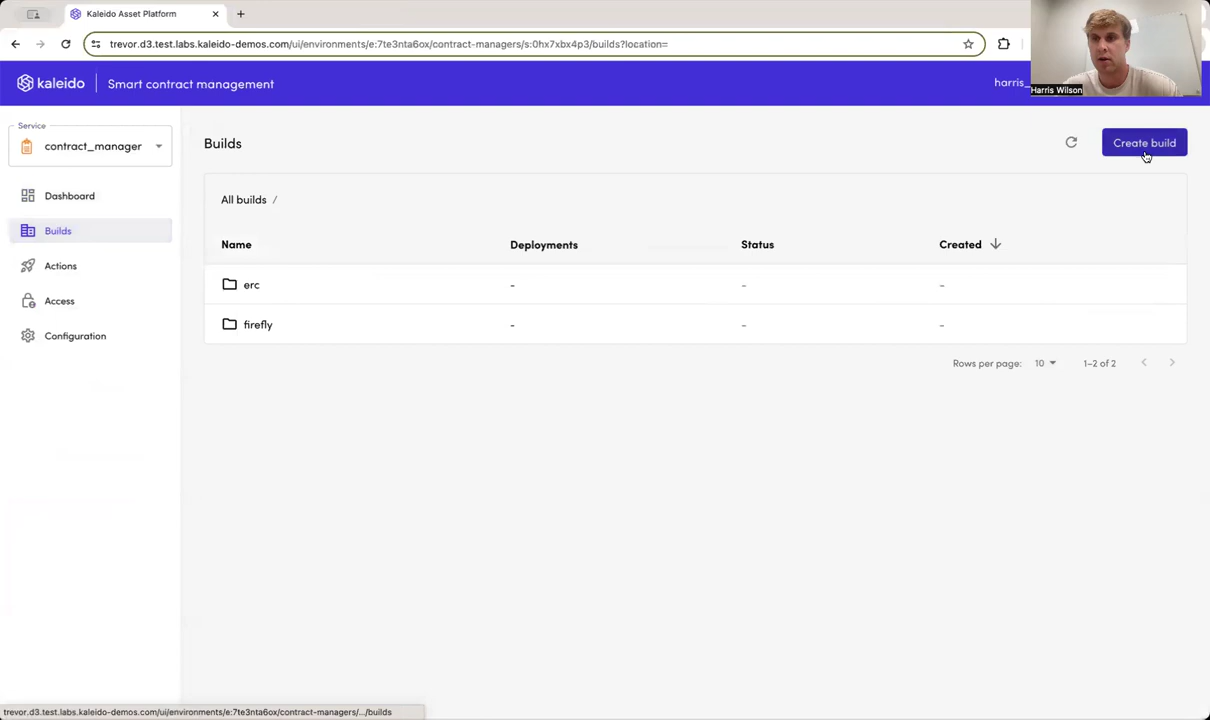 Kaleido Asset Platform
trevor.d3.test.labs.kaleido-demos.com/ui/environments/e:7te3nta6ox/contract-managers/s:0hx7xbx4p3/builds?location=
kaleido
Smart contract management
harris_
Harris Wilson
Service
contract_manager
Builds
Create build
Dashboard
Builds
Actions
Access
Configuration
All builds /
Name Deployments Status Created
erc - - -
firefly - - -
Rows per page: 10 1–2 of 2
trevor.d3.test.labs.kaleido-demos.com/ui/environments/e:7te3nta6ox/contract-managers/.../builds